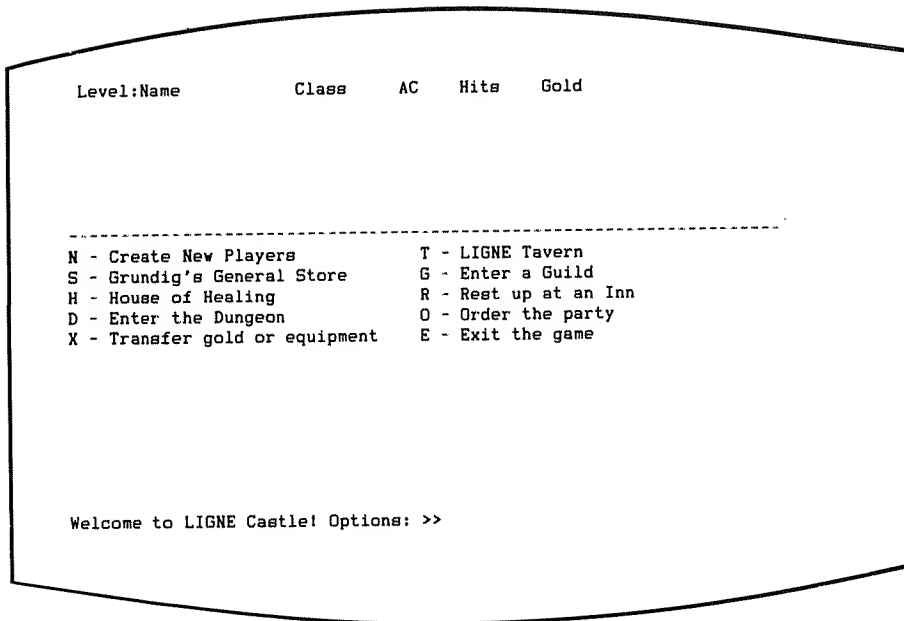 Level:Name Class AC Hits Gold
--------------------------------------------------------------------------------
N - Create New Players T - LIGNE Tavern
S - Grundig's General Store G - Enter a Guild
H - House of Healing R - Rest up at an Inn
D - Enter the Dungeon O - Order the party
X - Transfer gold or equipment E - Exit the game
Welcome to LIGNE Castle! Options: >>